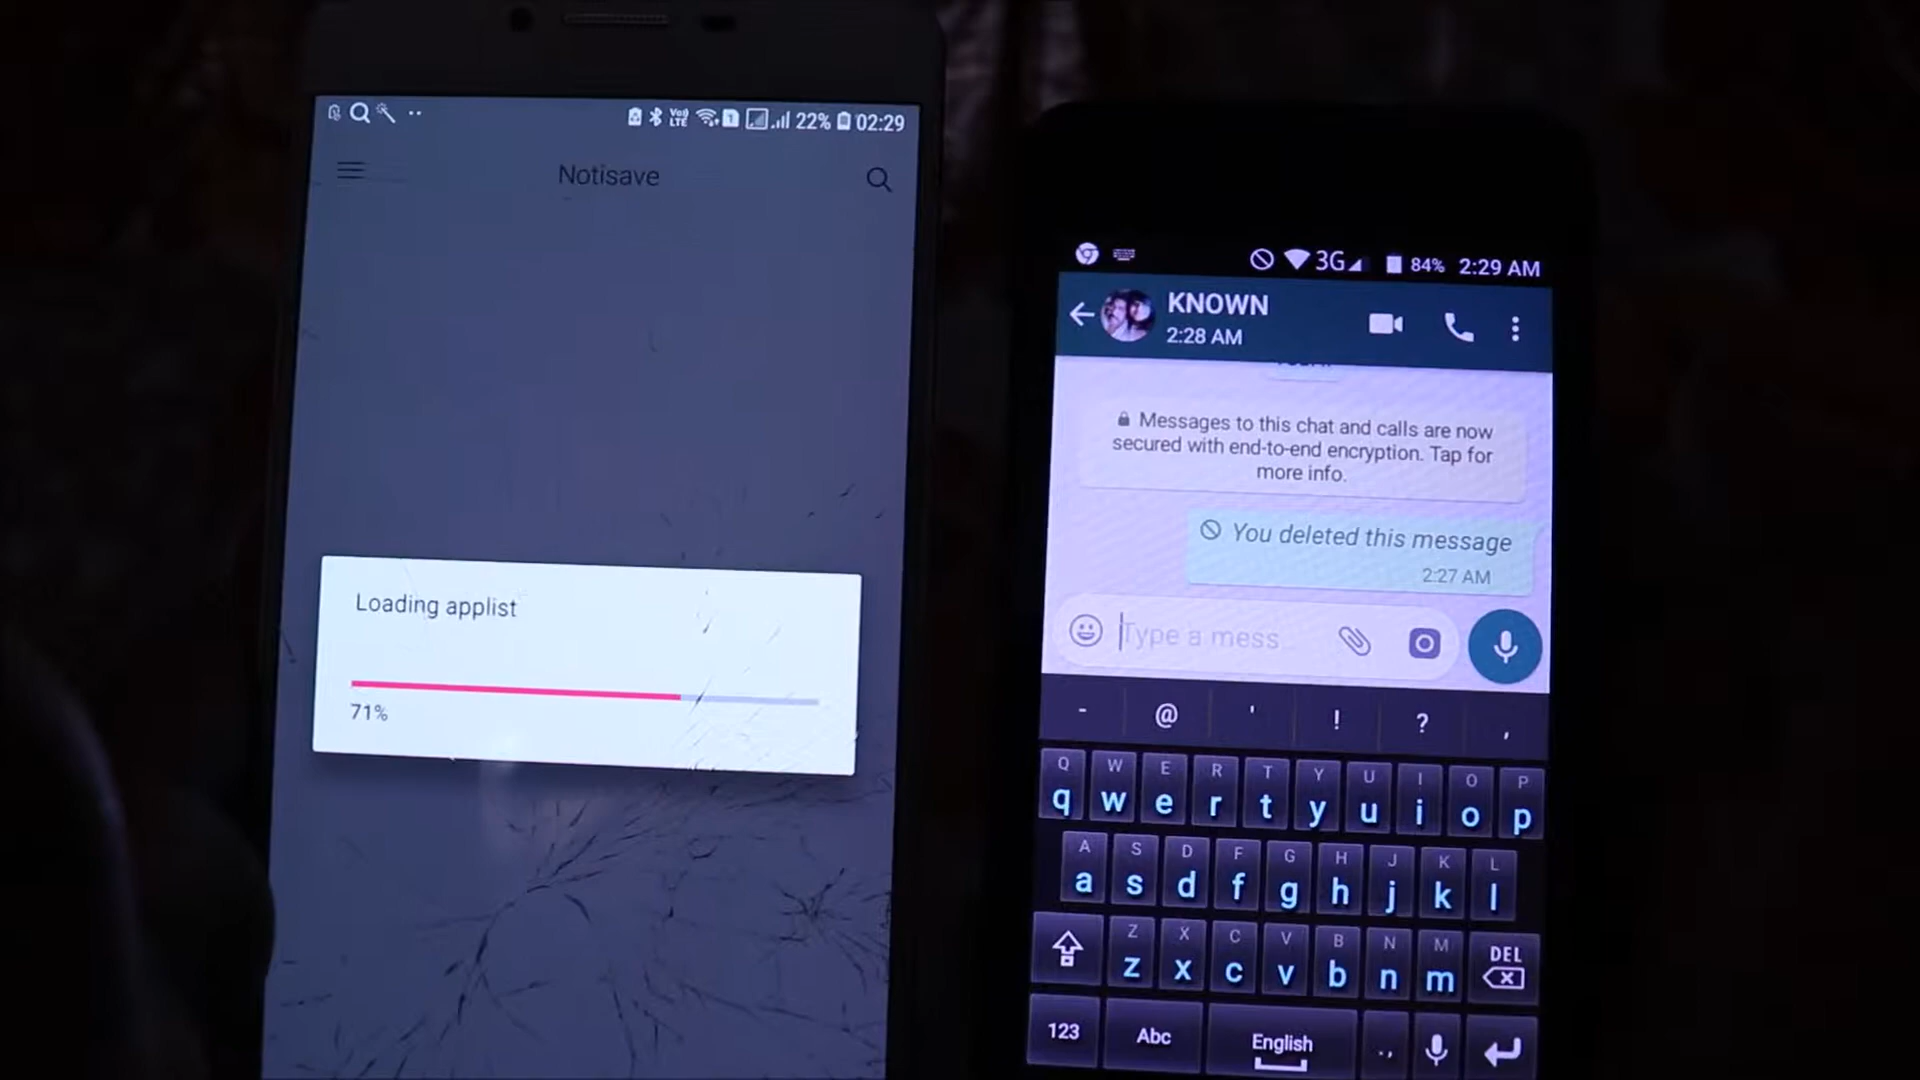 22% 02:29
Notisave
Loading applist
71%
3G 84% 2:29 AM
KNOWN
2:28 AM
Messages to this chat and calls are now
secured with end-to-end encryption. Tap for
more info.
You deleted this message
2:27 AM
Type a mess
- @ ' ! ? ,
Q W E R T Y U I O P
q w e r t y u i o p
A S D F G H J K L
a s d f g h j k l
Z X C V B N M DEL
z x c v b n m
123 Abc English .,